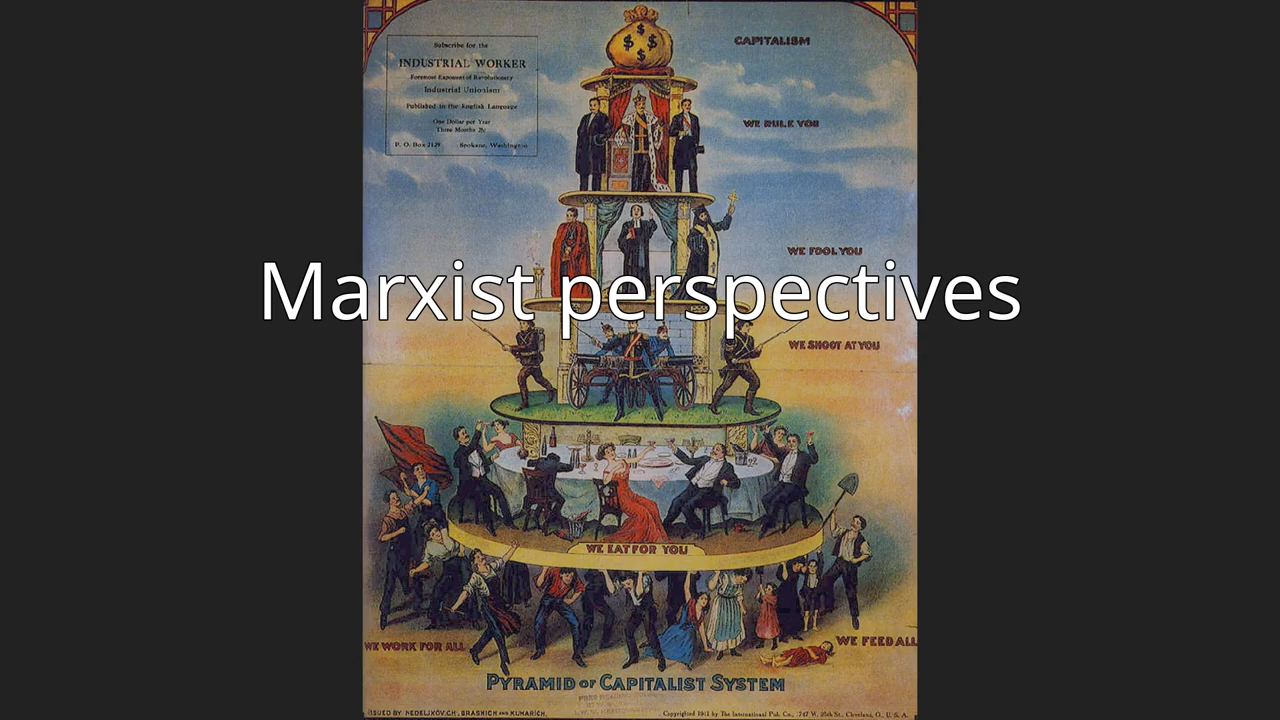 Subscribe for the
INDUSTRIAL WORKER
Foremost Exponent of Revolutionary
Industrial Unionism
Published in the English Language
One Dollar per Year
Three Months 25c
P. O. Box 2129 Spokane, Washington
CAPITALISM
WE RULE YOU
WE FOOL YOU
Marxist perspectives
WE SHOOT AT YOU
WE EAT FOR YOU
WE WORK FOR ALL
WE FEED ALL
PYRAMID OF CAPITALIST SYSTEM
ISSUED BY NEDELJKOVICH, BRASHICH AND KUHARICH.
Copyrighted 1911 by The International Pub. Co., 747 W. 25th St., Cleveland, O., U. S. A.